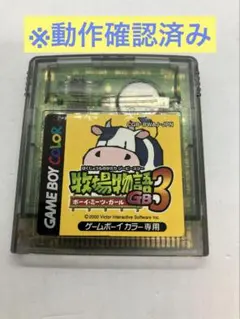 ※動作確認済み
GAME BOY COLOR
牧場物語
GB3
ボーイ・ミーツ・ガール
©2000 Victor Interactive Software Inc.
ゲームボーイカラー専用